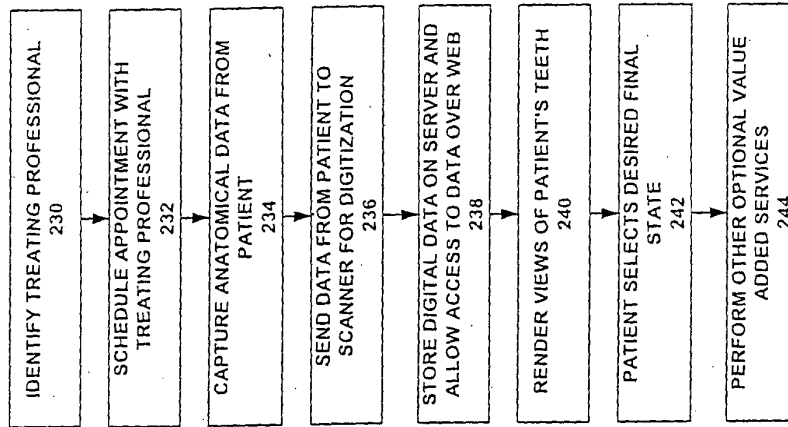 IDENTIFY TREATING PROFESSIONAL
230
SCHEDULE APPOINTMENT WITH
TREATING PROFESSIONAL
232
CAPTURE ANATOMICAL DATA FROM
PATIENT
234
SEND DATA FROM PATIENT TO
SCANNER FOR DIGITIZATION
236
STORE DIGITAL DATA ON SERVER AND
ALLOW ACCESS TO DATA OVER WEB
238
RENDER VIEWS OF PATIENT'S TEETH
240
PATIENT SELECTS DESIRED FINAL
STATE
242
PERFORM OTHER OPTIONAL VALUE
ADDED SERVICES
244